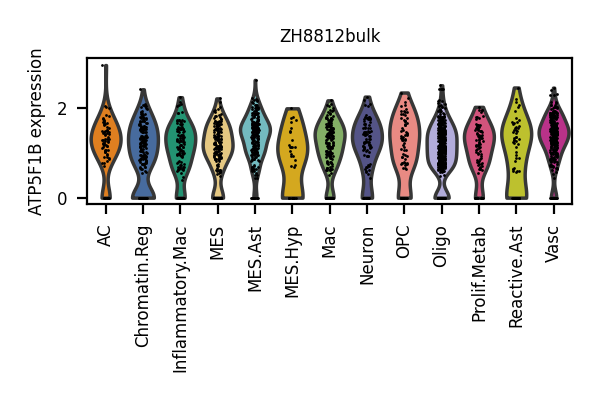 ZH8812bulk
ATP5F1B expression
2
0
AC
Chromatin.Reg
Inflammatory.Mac
MES
MES.Ast
MES.Hyp
Mac
Neuron
OPC
Oligo
Prolif.Metab
Reactive.Ast
Vasc